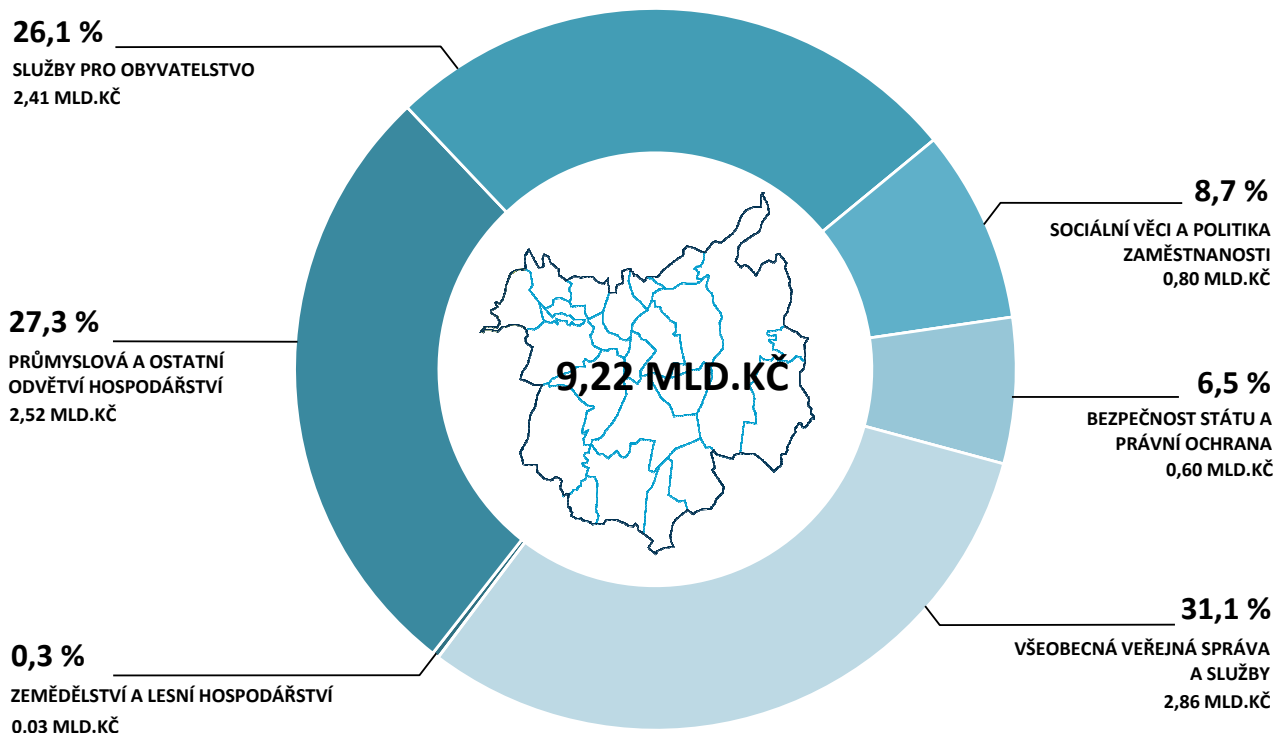 26,1 %
SLUŽBY PRO OBYVATELSTVO
2,41 MLD.KČ
8,7 %
SOCIÁLNÍ VĚCI A POLITIKA
ZAMĚSTNANOSTI
0,80 MLD.KČ
27,3 %
PRŮMYSLOVÁ A OSTATNÍ
ODVĚTVÍ HOSPODÁŘSTVÍ
2,52 MLD.KČ
9,22 MLD.KČ
6,5 %
BEZPEČNOST STÁTU A
PRÁVNÍ OCHRANA
0,60 MLD.KČ
31,1 %
VŠEOBECNÁ VEŘEJNÁ SPRÁVA
A SLUŽBY
2,86 MLD.KČ
0,3 %
ZEMĚDĚLSTVÍ A LESNÍ HOSPODÁŘSTVÍ
0,03 MLD.KČ